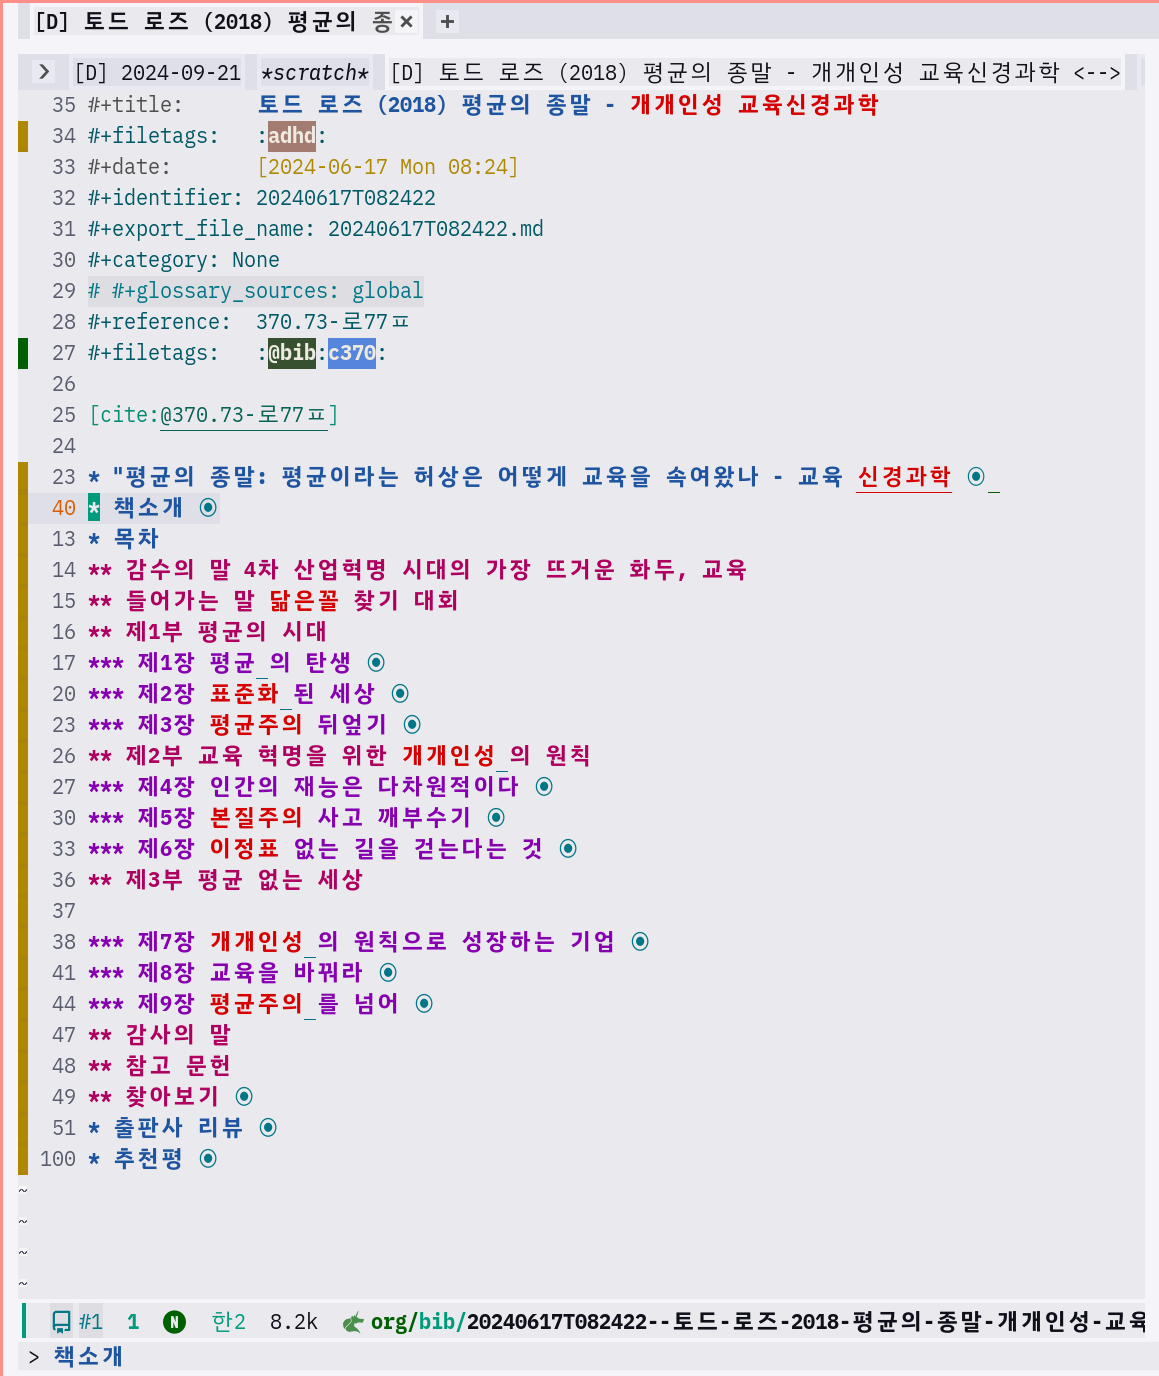 [D] 토드 로즈 (2018) 평균의 종 × +
> [D] 2024-09-21 *scratch* [D] 토드 로즈 (2018) 평균의 종말 - 개개인성 교육신경과학 <-->
35 #+title: 토드 로즈 (2018) 평균의 종말 - 개개인성 교육신경과학
34 #+filetags: :adhd:
33 #+date: [2024-06-17 Mon 08:24]
32 #+identifier: 20240617T082422
31 #+export_file_name: 20240617T082422.md
30 #+category: None
29 # #+glossary_sources: global
28 #+reference: 370.73-로77ㅍ
27 #+filetags: :@bib:c370:
26
25 [cite:@370.73-로77ㅍ]
24
23 * "평균의 종말: 평균이라는 허상은 어떻게 교육을 속여왔나 - 교육 신경과학 ⦿_
40 * 책소개 ⦿
13 * 목차
14 ** 감수의 말 4차 산업혁명 시대의 가장 뜨거운 화두, 교육
15 ** 들어가는 말 닮은꼴 찾기 대회
16 ** 제1부 평균의 시대
17 *** 제1장 평균_의 탄생 ⦿
20 *** 제2장 표준화_된 세상 ⦿
23 *** 제3장 평균주의 뒤엎기 ⦿
26 ** 제2부 교육 혁명을 위한 개개인성_의 원칙
27 *** 제4장 인간의 재능은 다차원적이다 ⦿
30 *** 제5장 본질주의 사고 깨부수기 ⦿
33 *** 제6장 이정표 없는 길을 걷는다는 것 ⦿
36 ** 제3부 평균 없는 세상
37
38 *** 제7장 개개인성_의 원칙으로 성장하는 기업 ⦿
41 *** 제8장 교육을 바꿔라 ⦿
44 *** 제9장 평균주의_를 넘어 ⦿
47 ** 감사의 말
48 ** 참고 문헌
49 ** 찾아보기 ⦿
51 * 출판사 리뷰 ⦿
100 * 추천평 ⦿
~
~
~
~
#1 1 N 한2 8.2k org/bib/20240617T082422--토드-로즈-2018-평균의-종말-개개인성-교육
> 책소개